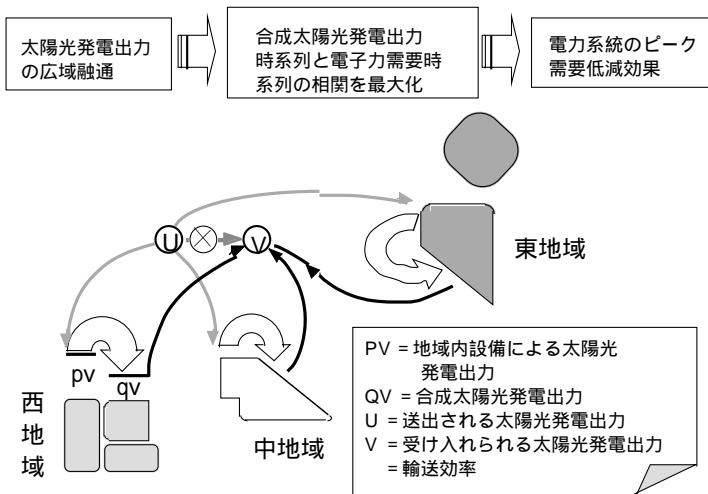 太陽光発電出力
の広域融通
合成太陽光発電出力
時系列と電子力需要時
系列の相関を最大化
電力系統のピーク
需要低減効果
U
V
東地域
pv
qv
西地域
中地域
PV = 地域内設備による太陽光
発電出力
QV = 合成太陽光発電出力
U = 送出される太陽光発電出力
V = 受け入れられる太陽光発電出力
= 輸送効率